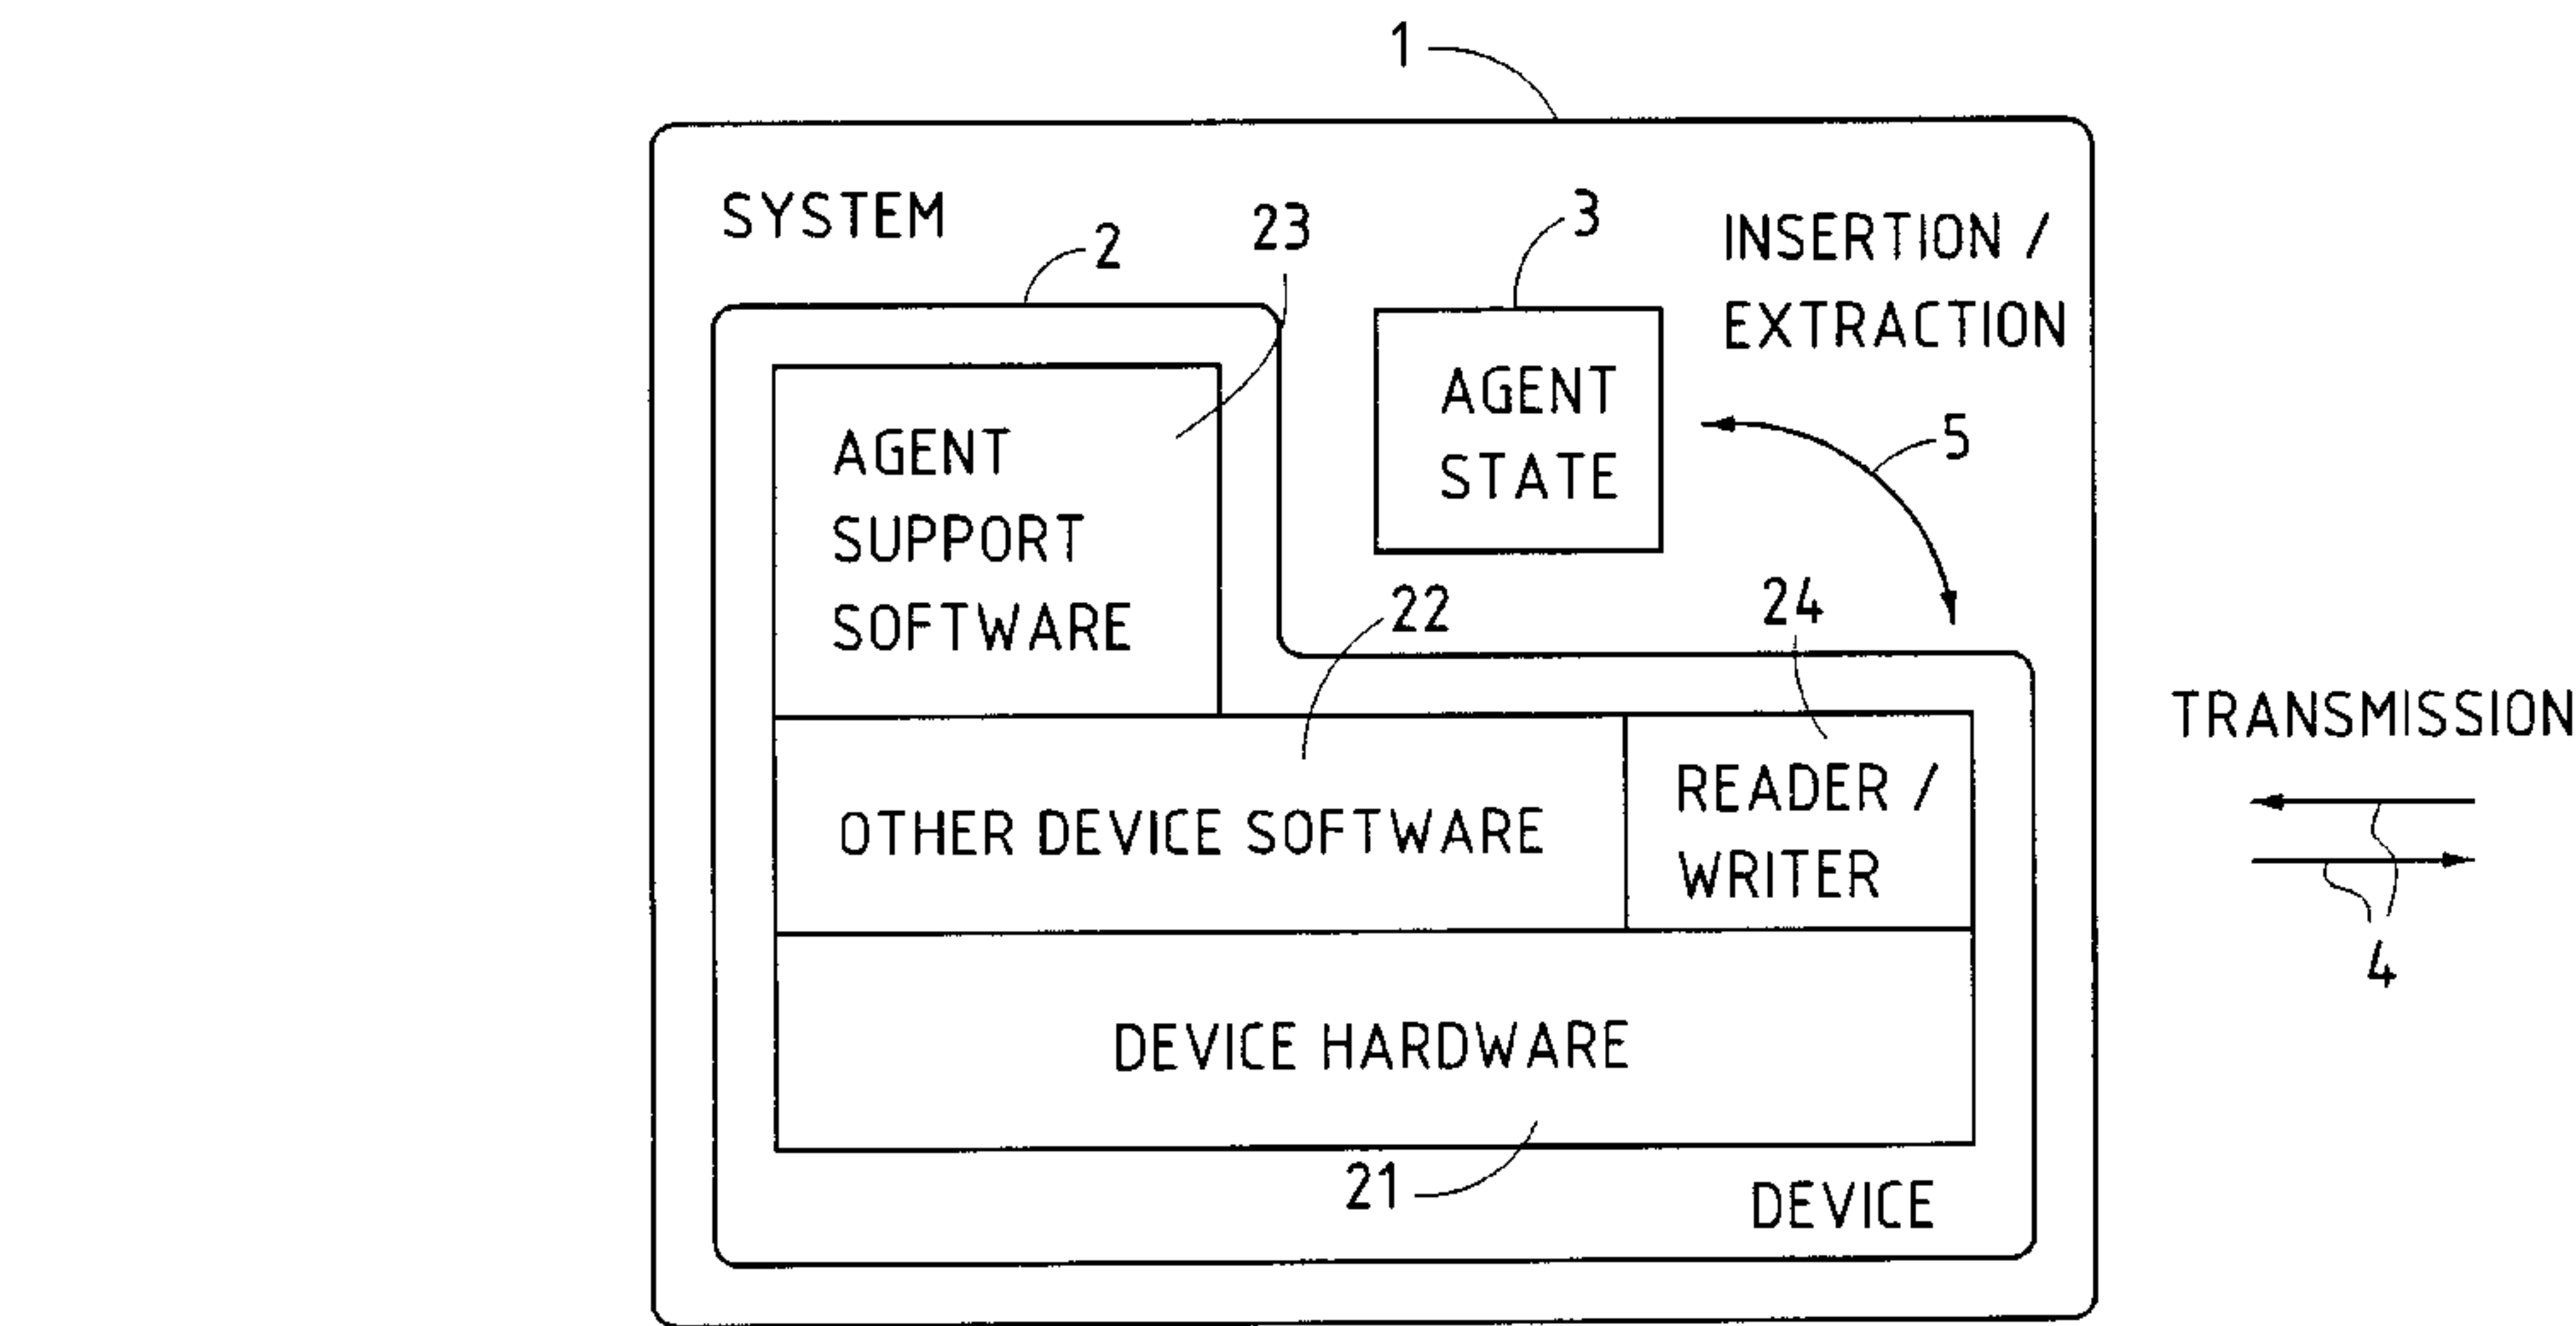 1
SYSTEM
2
23
3
INSERTION /
EXTRACTION
AGENT
STATE
5
AGENT
SUPPORT
SOFTWARE
22
24
TRANSMISSION
OTHER DEVICE SOFTWARE
READER /
WRITER
4
DEVICE HARDWARE
21
DEVICE